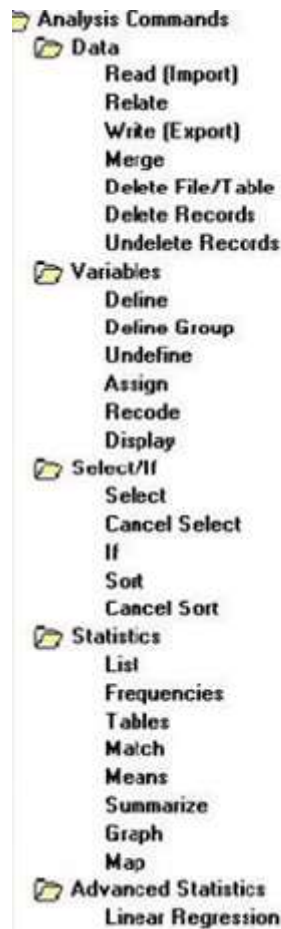 Analysis Commands
Data
Read (Import)
Relate
Write (Export)
Merge
Delete File/Table
Delete Records
Undelete Records
Variables
Define
Define Group
Undefine
Assign
Recode
Display
Select/If
Select
Cancel Select
If
Sort
Cancel Sort
Statistics
List
Frequencies
Tables
Match
Means
Summarize
Graph
Map
Advanced Statistics
Linear Regression